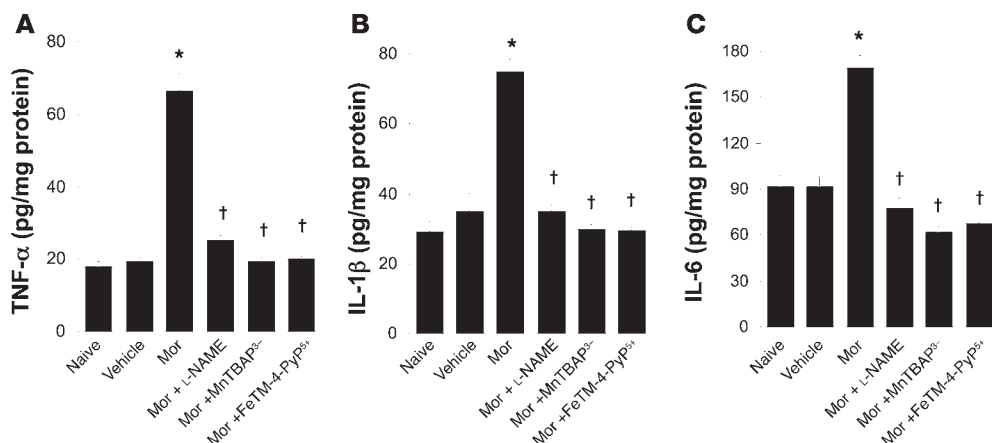 A
TNF-α (pg/mg protein)
80
60
40
20
0
*
†
†
†
Naive
Vehicle
Mor
Mor + L-NAME
Mor +MnTBAP³⁻
Mor +FeTM-4-PyP⁵⁺
B
IL-1β (pg/mg protein)
80
60
40
20
0
*
†
†
†
Naive
Vehicle
Mor
Mor + L-NAME
Mor +MnTBAP³⁻
Mor +FeTM-4-PyP⁵⁺
C
IL-6 (pg/mg protein)
180
150
120
90
60
30
0
*
†
†
†
Naive
Vehicle
Mor
Mor + L-NAME
Mor +MnTBAP³⁻
Mor +FeTM-4-PyP⁵⁺